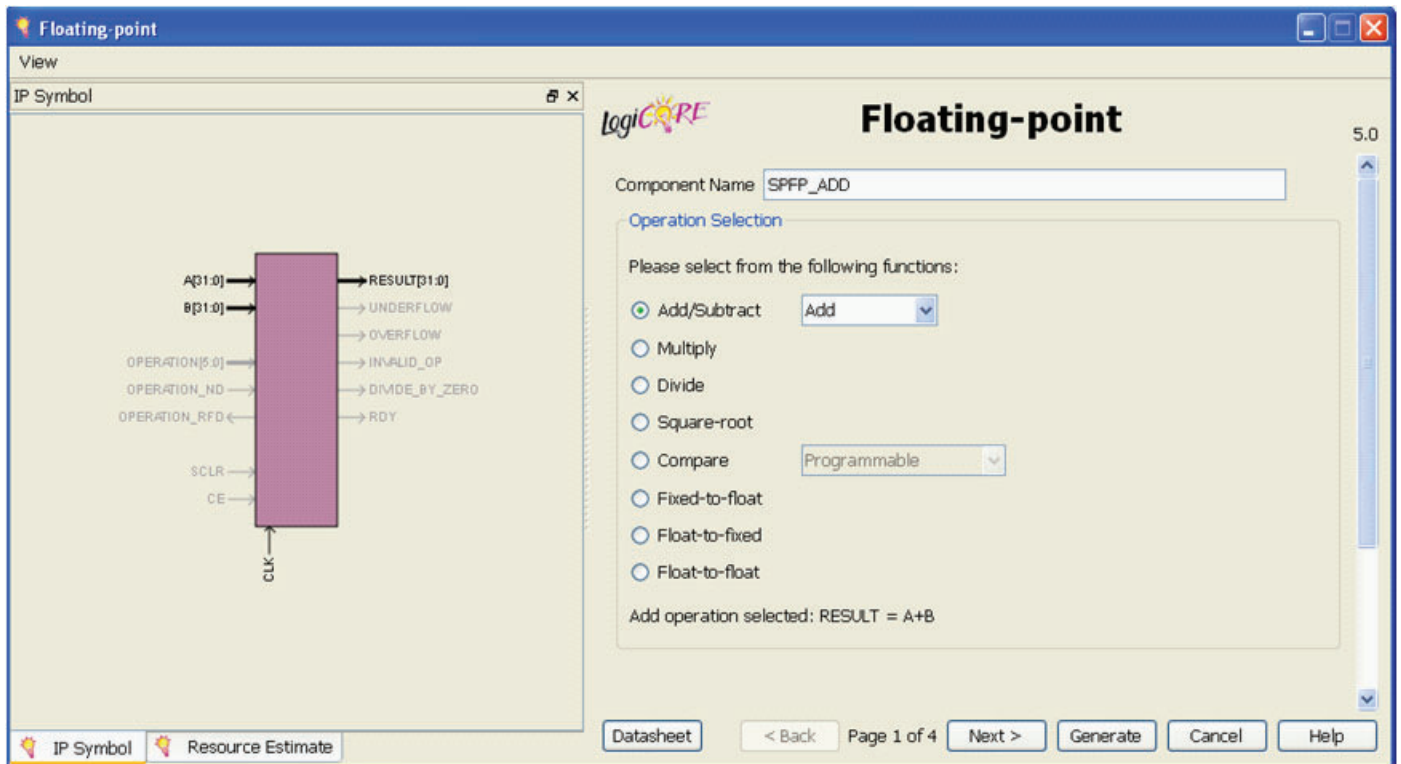 Floating-point
View
IP Symbol
A[31:0]
B[31:0]
OPERATION[5:0]
OPERATION_ND
OPERATION_RFD
SCLR
CE
CLK
RESULT[31:0]
UNDERFLOW
OVERFLOW
INVALID_OP
DIVIDE_BY_ZERO
RDY
IP Symbol
Resource Estimate
LogiCORE
Floating-point
5.0
Component Name SPFP_ADD
Operation Selection
Please select from the following functions:
Add/Subtract Add
Multiply
Divide
Square-root
Compare Programmable
Fixed-to-float
Float-to-fixed
Float-to-float
Add operation selected: RESULT = A+B
Datasheet < Back Page 1 of 4 Next > Generate Cancel Help